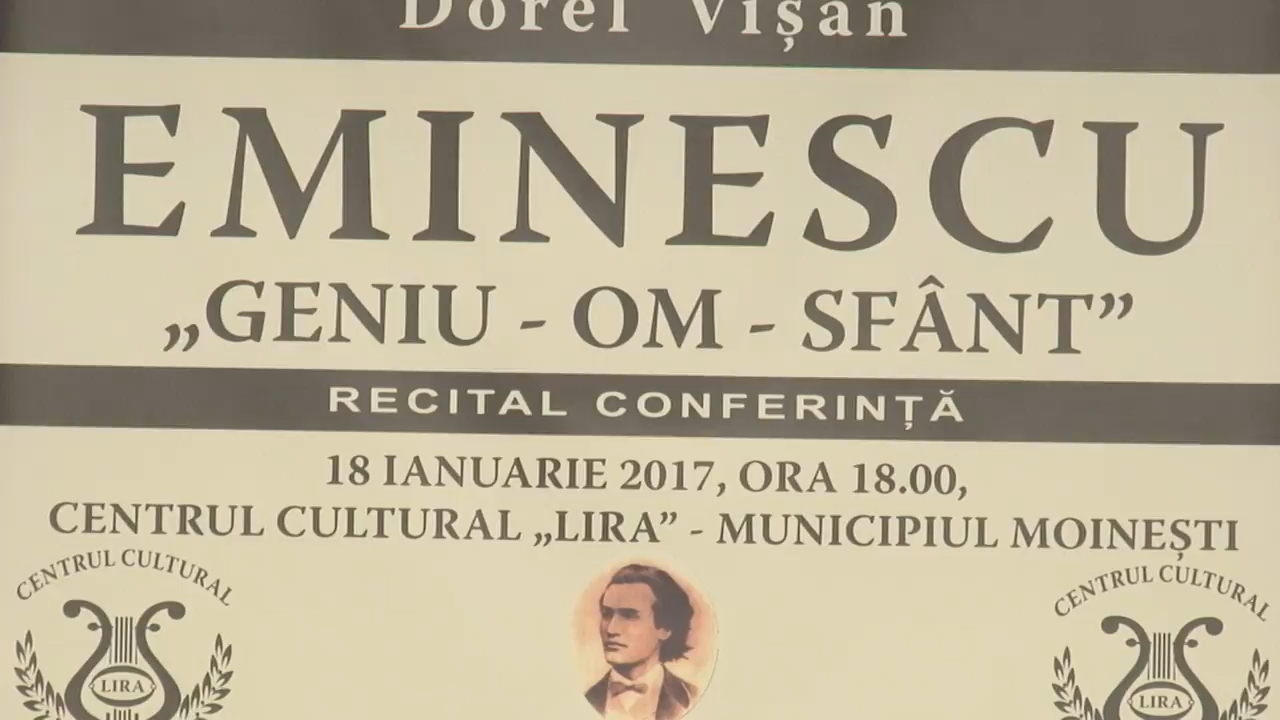 Dorel Vișan
EMINESCU
„GENIU - OM - SFÂNT”
RECITAL CONFERINȚĂ
18 IANUARIE 2017, ORA 18.00,
CENTRUL CULTURAL „LIRA” - MUNICIPIUL MOINEȘTI
CENTRUL CULTURAL
LIRA
CENTRUL CULTURAL
LIRA